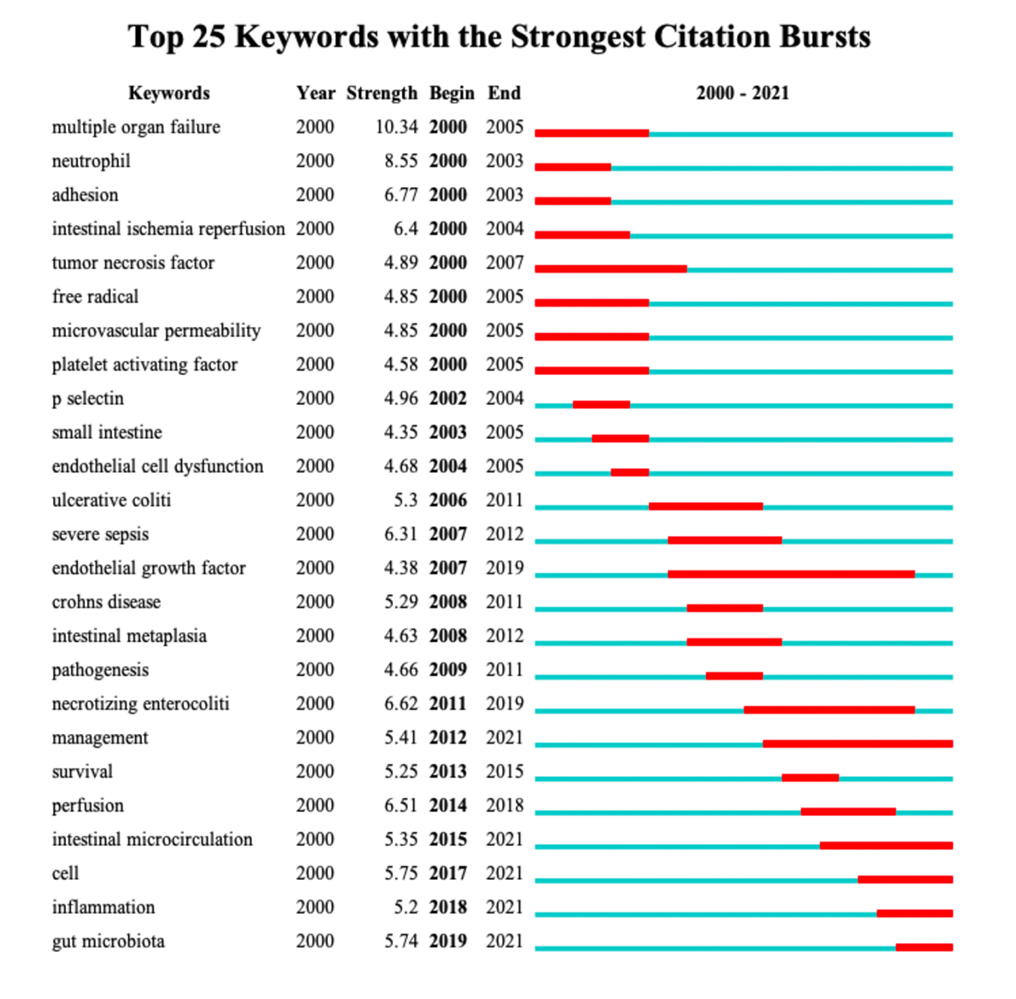 Top 25 Keywords with the Strongest Citation Bursts
Keywords Year Strength Begin End 2000 - 2021
multiple organ failure 2000 10.34 2000 2005
neutrophil 2000 8.55 2000 2003
adhesion 2000 6.77 2000 2003
intestinal ischemia reperfusion 2000 6.4 2000 2004
tumor necrosis factor 2000 4.89 2000 2007
free radical 2000 4.85 2000 2005
microvascular permeability 2000 4.85 2000 2005
platelet activating factor 2000 4.58 2000 2005
p selectin 2000 4.96 2002 2004
small intestine 2000 4.35 2003 2005
endothelial cell dysfunction 2000 4.68 2004 2005
ulcerative coliti 2000 5.3 2006 2011
severe sepsis 2000 6.31 2007 2012
endothelial growth factor 2000 4.38 2007 2019
crohns disease 2000 5.29 2008 2011
intestinal metaplasia 2000 4.63 2008 2012
pathogenesis 2000 4.66 2009 2011
necrotizing enterocoliti 2000 6.62 2011 2019
management 2000 5.41 2012 2021
survival 2000 5.25 2013 2015
perfusion 2000 6.51 2014 2018
intestinal microcirculation 2000 5.35 2015 2021
cell 2000 5.75 2017 2021
inflammation 2000 5.2 2018 2021
gut microbiota 2000 5.74 2019 2021